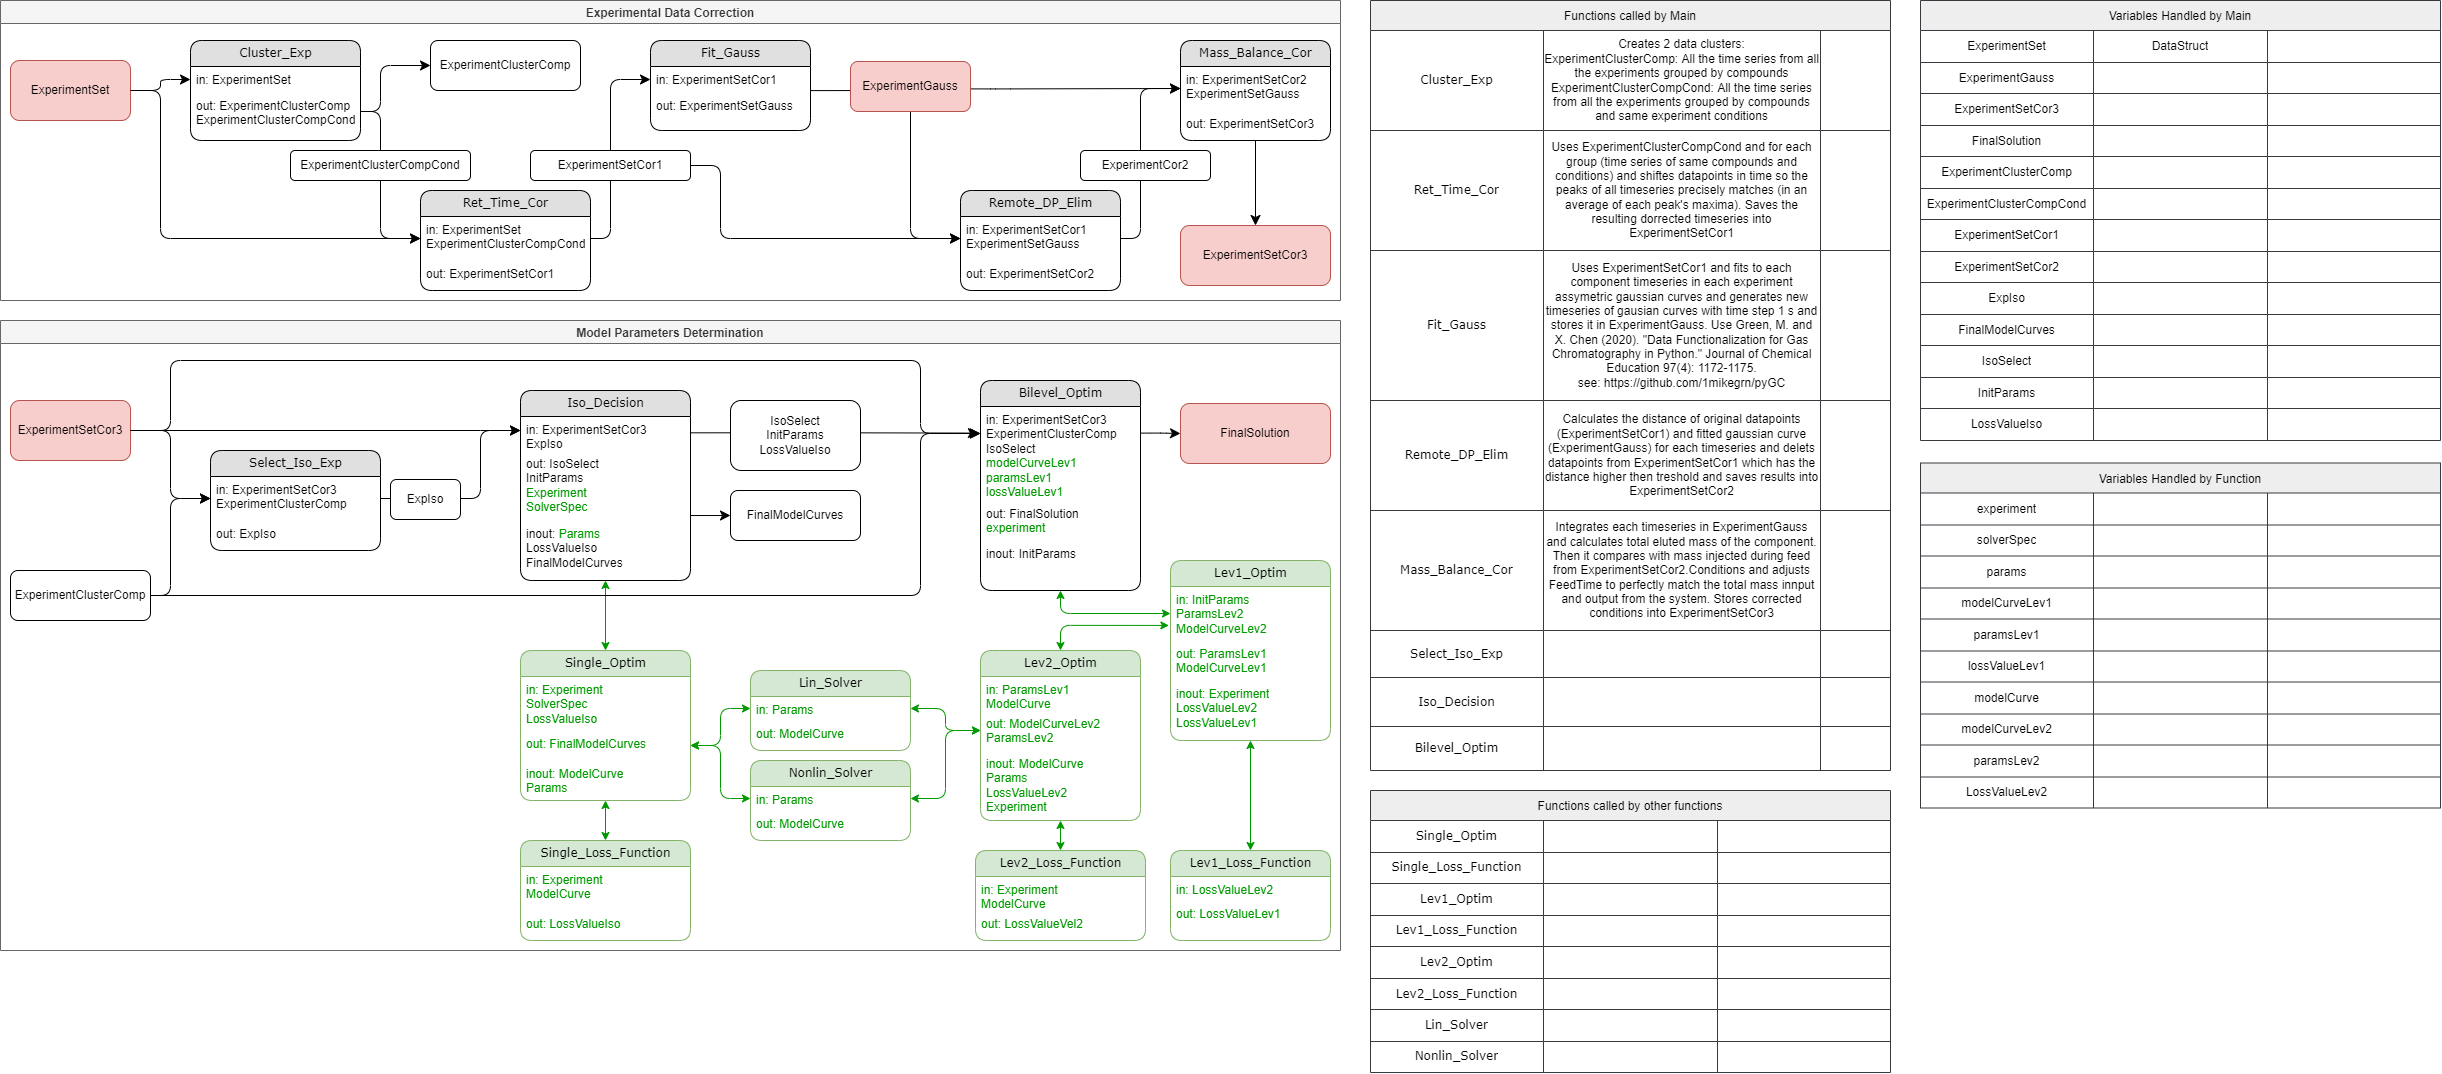 Experimental Data Correction
ExperimentSet
Cluster_Exp
in: ExperimentSet
out: ExperimentClusterComp
ExperimentClusterCompCond
ExperimentClusterComp
ExperimentClusterCompCond
Ret_Time_Cor
in: ExperimentSet
ExperimentClusterCompCond
out: ExperimentSetCor1
ExperimentSetCor1
Fit_Gauss
in: ExperimentSetCor1
out: ExperimentSetGauss
ExperimentGauss
Remote_DP_Elim
in: ExperimentSetCor1
ExperimentSetGauss
out: ExperimentSetCor2
ExperimentCor2
Mass_Balance_Cor
in: ExperimentSetCor2
ExperimentSetGauss
out: ExperimentSetCor3
ExperimentSetCor3
Model Parameters Determination
ExperimentSetCor3
ExperimentClusterComp
Select_Iso_Exp
in: ExperimentSetCor3
ExperimentClusterComp
out: ExpIso
ExpIso
Iso_Decision
in: ExperimentSetCor3
ExpIso
out: IsoSelect
InitParams
Experiment
SolverSpec
inout: Params
LossValueIso
FinalModelCurves
IsoSelect
InitParams
LossValueIso
FinalModelCurves
Bilevel_Optim
in: ExperimentSetCor3
ExperimentClusterComp
IsoSelect
modelCurveLev1
paramsLev1
lossValueLev1
out: FinalSolution
experiment
inout: InitParams
FinalSolution
Lev1_Optim
in: InitParams
ParamsLev2
ModelCurveLev2
out: ParamsLev1
ModelCurveLev1
inout: Experiment
LossValueLev2
LossValueLev1
Single_Optim
in: Experiment
SolverSpec
LossValueIso
out: FinalModelCurves
inout: ModelCurve
Params
Lin_Solver
in: Params
out: ModelCurve
Nonlin_Solver
in: Params
out: ModelCurve
Lev2_Optim
in: ParamsLev1
ModelCurve
out: ModelCurveLev2
ParamsLev2
inout: ModelCurve
Params
LossValueLev2
Experiment
Single_Loss_Function
in: Experiment
ModelCurve
out: LossValueIso
Lev2_Loss_Function
in: Experiment
ModelCurve
out: LossValueVel2
Lev1_Loss_Function
in: LossValueLev2
out: LossValueLev1
Functions called by Main
Cluster_Exp
Creates 2 data clusters:
ExperimentClusterComp: All the time series from all
the experiments grouped by compounds
ExperimentClusterCompCond: All the time series
from all the experiments grouped by compounds
and same experiment conditions
Ret_Time_Cor
Uses ExperimentClusterCompCond and for each
group (time series of same compounds and
conditions) and shiftes datapoints in time so the
peaks of all timeseries precisely matches (in an
average of each peak's maxima). Saves the
resulting dorrected timeseries into
ExperimentSetCor1
Fit_Gauss
Uses ExperimentSetCor1 and fits to each
component timeseries in each experiment
assymetric gaussian curves and generates new
timeseries of gausian curves with time step 1 s and
stores it in ExperimentGauss. Use Green, M. and
X. Chen (2020). "Data Functionalization for Gas
Chromatography in Python." Journal of Chemical
Education 97(4): 1172-1175.
see: https://github.com/1mikegrn/pyGC
Remote_DP_Elim
Calculates the distance of original datapoints
(ExperimentSetCor1) and fitted gaussian curve
(ExperimentGauss) for each timeseries and delets
datapoints from ExperimentSetCor1 which has the
distance higher then treshold and saves results into
ExperimentSetCor2
Mass_Balance_Cor
Integrates each timeseries in ExperimentGauss
and calculates total eluted mass of the component.
Then it compares with mass injected during feed
from ExperimentSetCor2.Conditions and adjusts
FeedTime to perfectly match the total mass innput
and output from the system. Stores corrected
conditions into ExperimentSetCor3
Select_Iso_Exp
Iso_Decision
Bilevel_Optim
Functions called by other functions
Single_Optim
Single_Loss_Function
Lev1_Optim
Lev1_Loss_Function
Lev2_Optim
Lev2_Loss_Function
Lin_Solver
Nonlin_Solver
Variables Handled by Main
ExperimentSet
DataStruct
ExperimentGauss
ExperimentSetCor3
FinalSolution
ExperimentClusterComp
ExperimentClusterCompCond
ExperimentSetCor1
ExperimentSetCor2
ExpIso
FinalModelCurves
IsoSelect
InitParams
LossValueIso
Variables Handled by Function
experiment
solverSpec
params
modelCurveLev1
paramsLev1
lossValueLev1
modelCurve
modelCurveLev2
paramsLev2
LossValueLev2